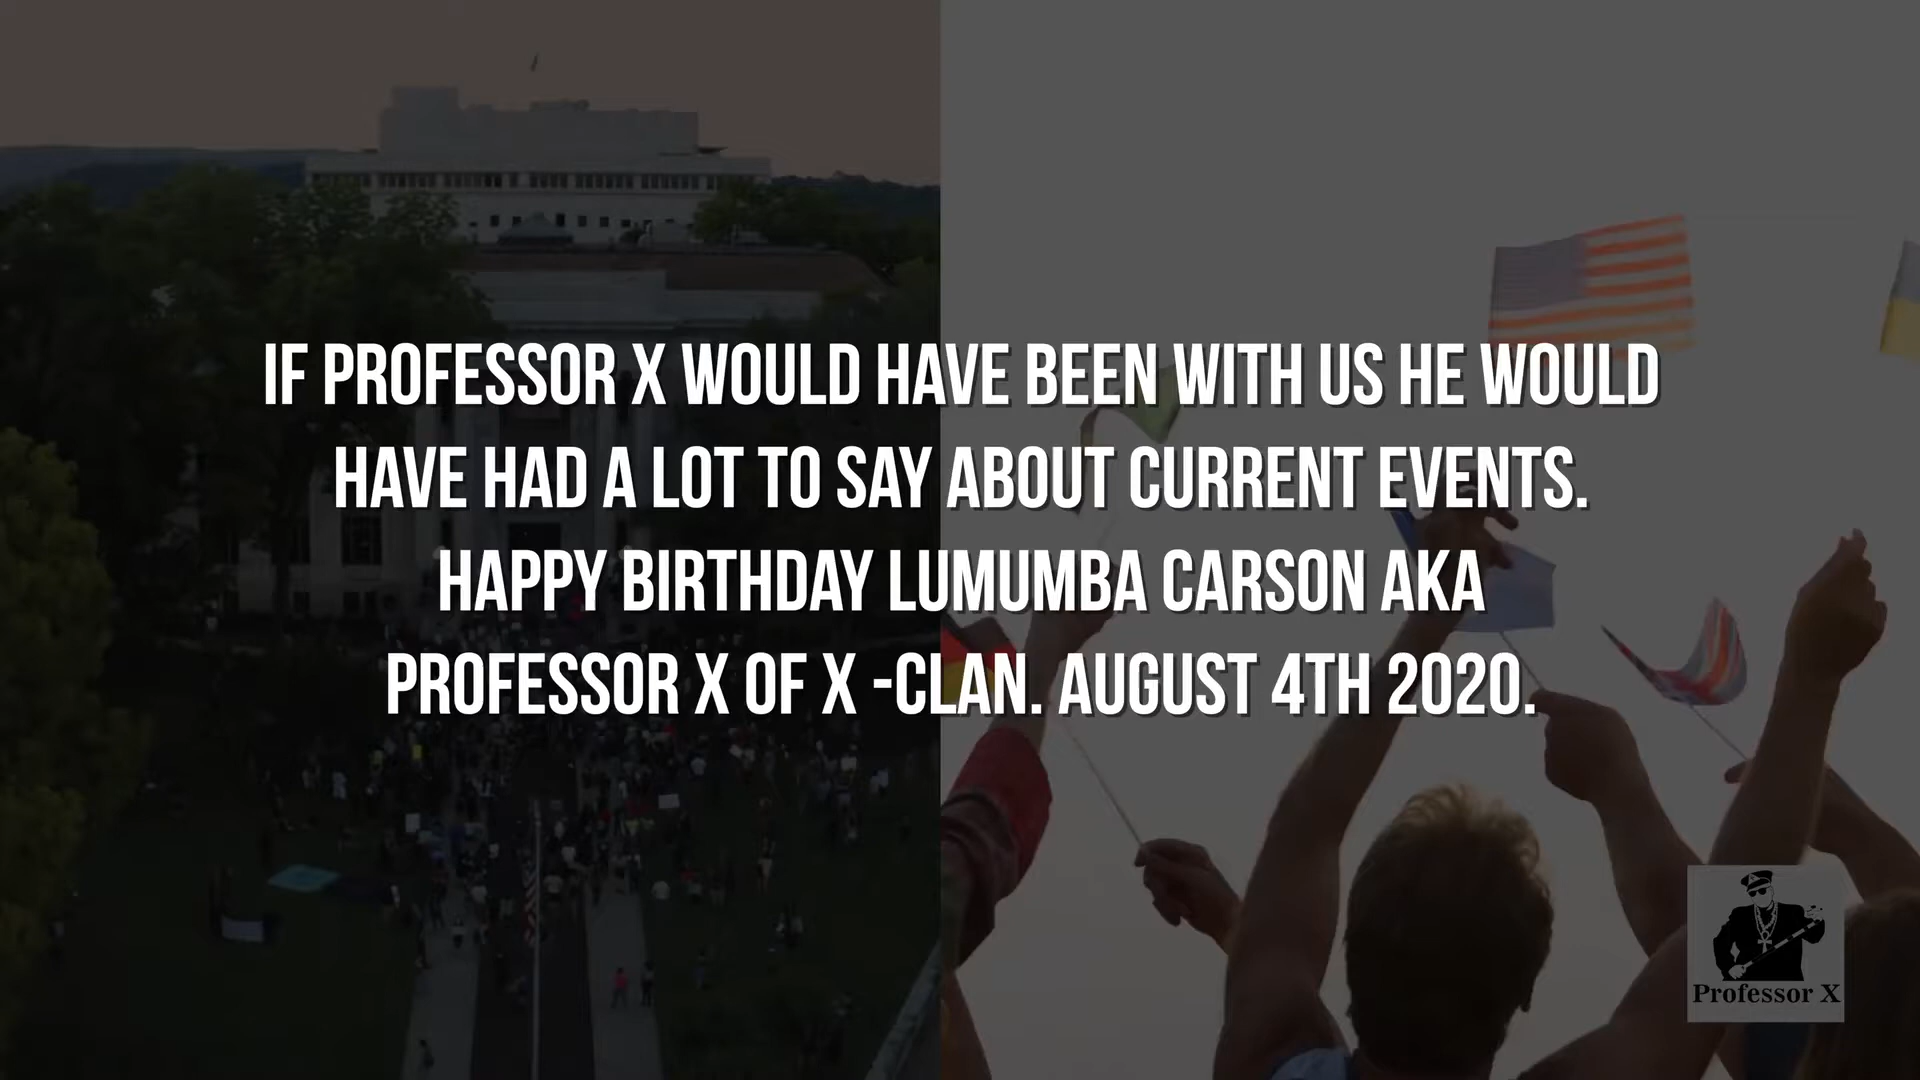 IF PROFESSOR X WOULD HAVE BEEN WITH US HE WOULD
HAVE HAD A LOT TO SAY ABOUT CURRENT EVENTS.
HAPPY BIRTHDAY LUMUMBA CARSON AKA
PROFESSOR X OF X -CLAN. AUGUST 4TH 2020.
Professor X